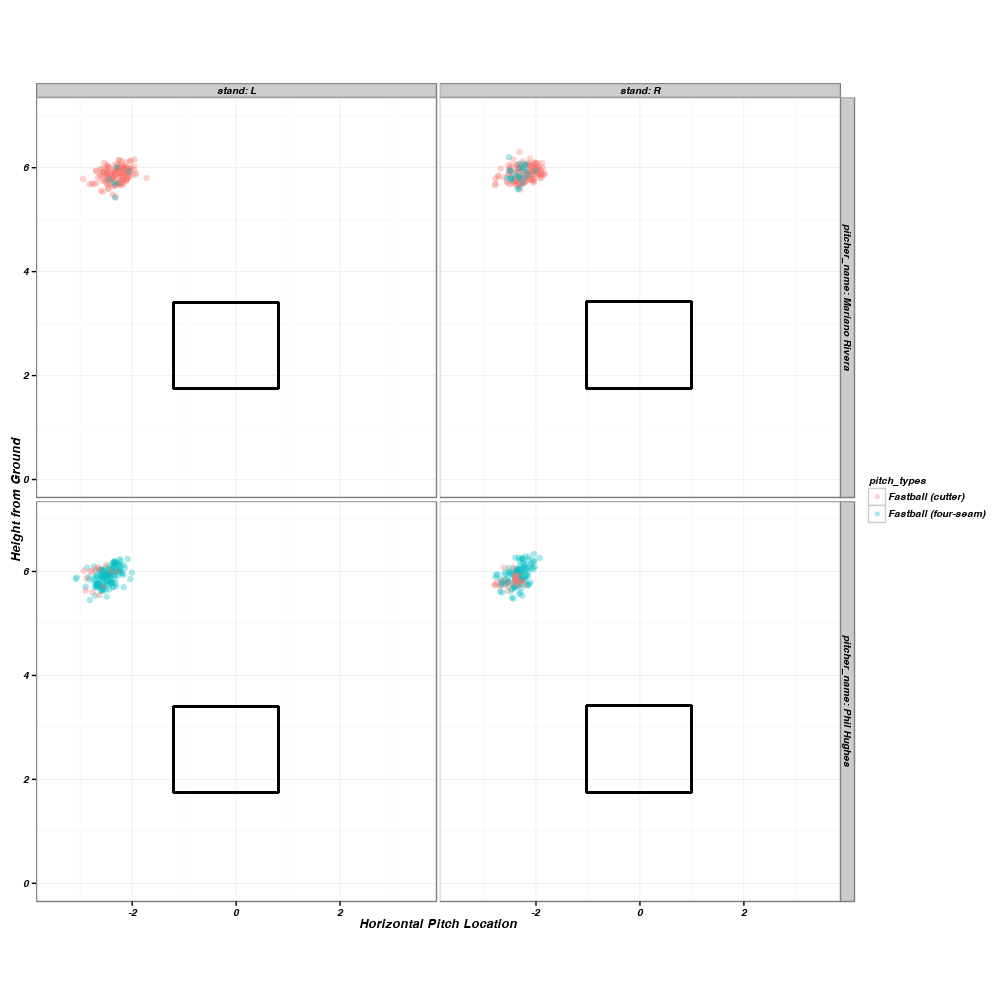 stand: L
stand: R
6
4
2
0
pitcher_name: Mariano Rivera
6
4
2
0
pitcher_name: Phil Hughes
-2
0
2
-2
0
2
Horizontal Pitch Location
Height from Ground
pitch_types
Fastball (cutter)
Fastball (four-seam)